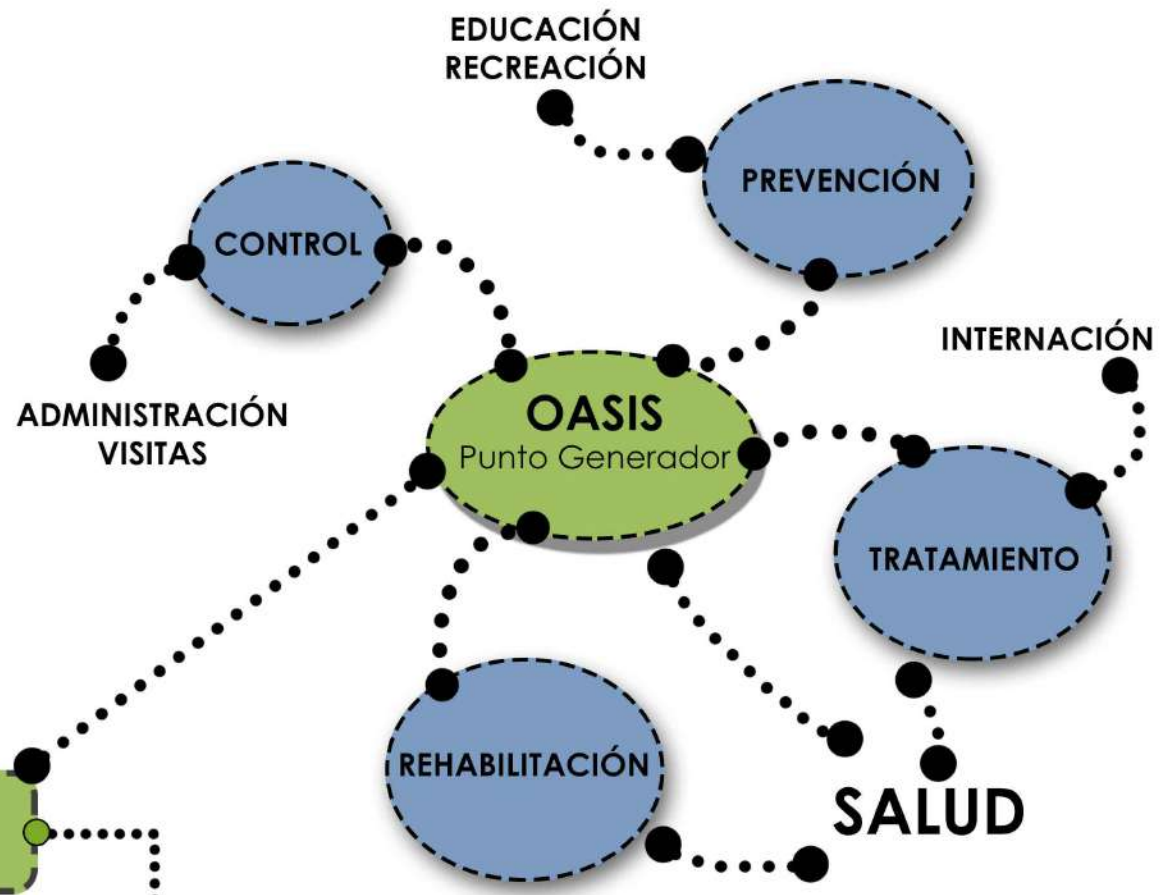 EDUCACIÓN
RECREACIÓN
PREVENCIÓN
CONTROL
INTERNACIÓN
ADMINISTRACIÓN
VISITAS
OASIS
Punto Generador
TRATAMIENTO
REHABILITACIÓN
SALUD